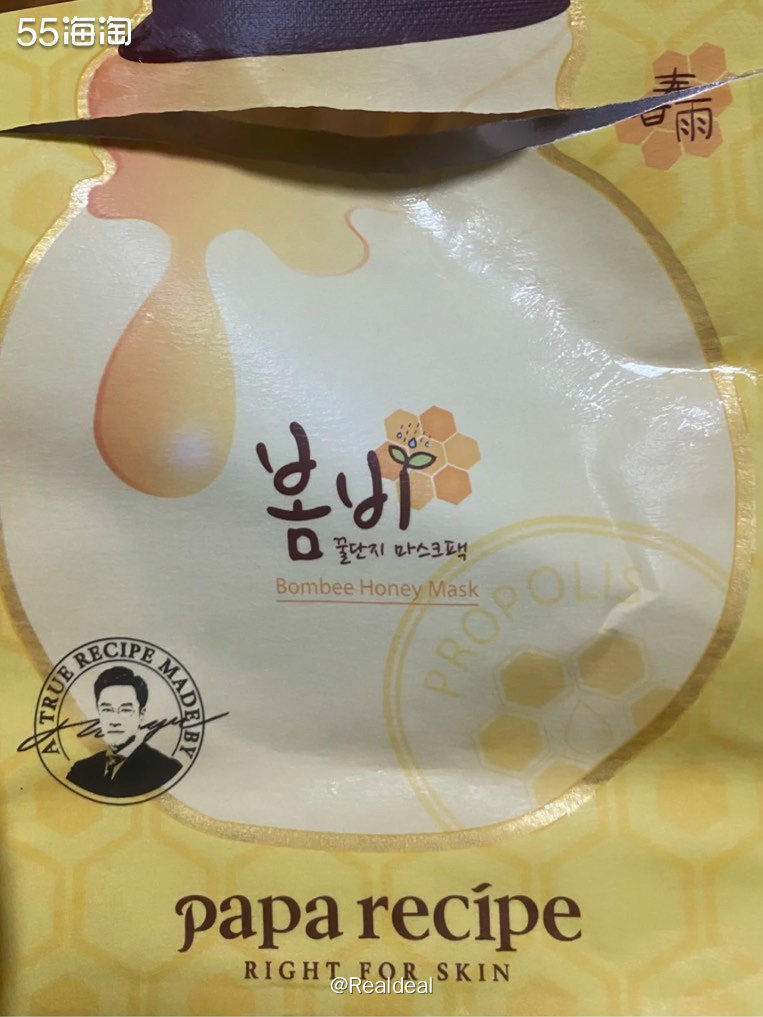 55海淘
春雨
봄비
꿀단지 마스크팩
Bombee Honey Mask
PROPOLIS
A TRUE RECIPE MADE BY
papa recípe
RIGHT FOR SKIN
@Realdeal